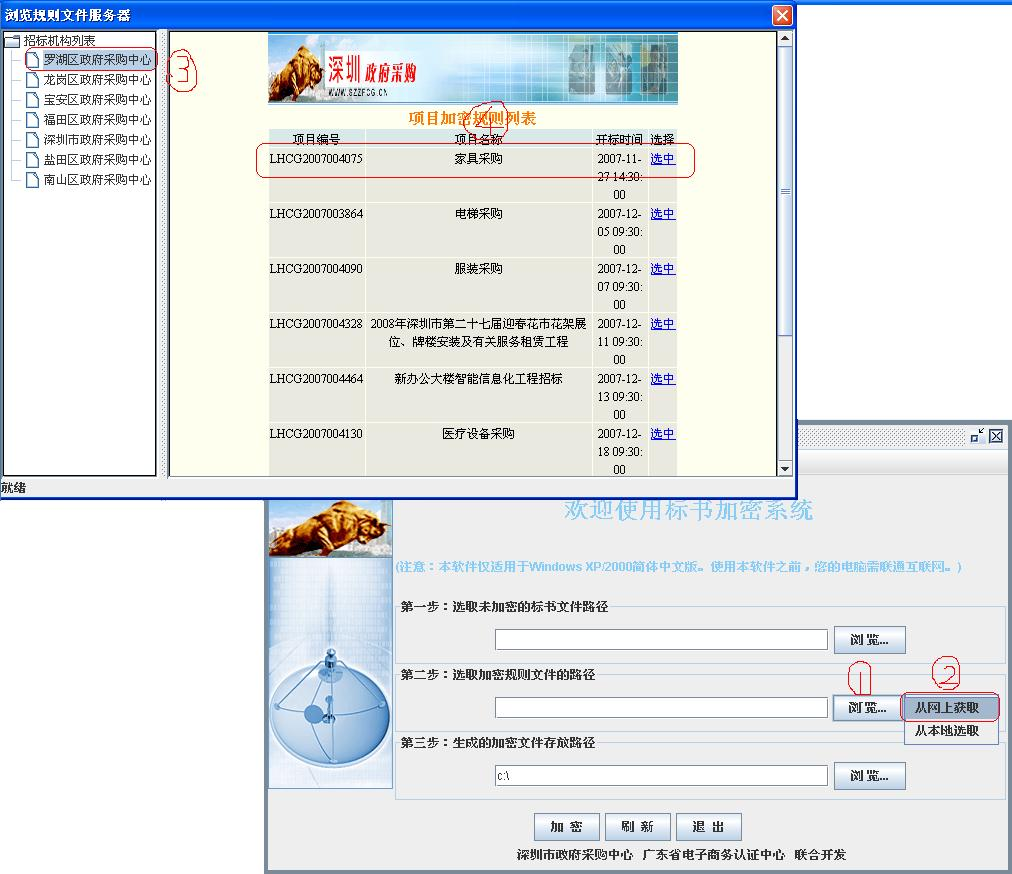 浏览规则文件服务器
招标机构列表
罗湖区政府采购中心
龙岗区政府采购中心
宝安区政府采购中心
福田区政府采购中心
深圳市政府采购中心
盐田区政府采购中心
南山区政府采购中心
③
深圳 政府采购
WWW.SZZFCG.CN
项目加密规则列表
④
项目编号 项目名称 开标时间 选择
LHCG2007004075 家具采购 2007-11- 选中
27 14:30:
00
LHCG2007003864 电梯采购 2007-12- 选中
05 09:30:
00
LHCG2007004090 服装采购 2007-12- 选中
07 09:30:
00
LHCG2007004328 2008年深圳市第二十七届迎春花市花架展 2007-12- 选中
位、牌楼安装及有关服务租赁工程 11 09:30:
00
LHCG2007004464 新办公大楼智能信息化工程招标 2007-12- 选中
13 09:30:
00
LHCG2007004130 医疗设备采购 2007-12- 选中
18 09:30:
00
就绪
欢迎使用标书加密系统
(注意：本软件仅适用于Windows XP/2000简体中文版。使用本软件之前，您的电脑需联通互联网。)
第一步：选取未加密的标书文件路径
浏 览...
第二步：选取加密规则文件的路径
① ②
浏 览... 从网上获取
从本地选取
第三步：生成的加密文件存放路径
c:\ 浏 览...
加 密 刷 新 退 出
深圳市政府采购中心 广东省电子商务认证中心 联合开发